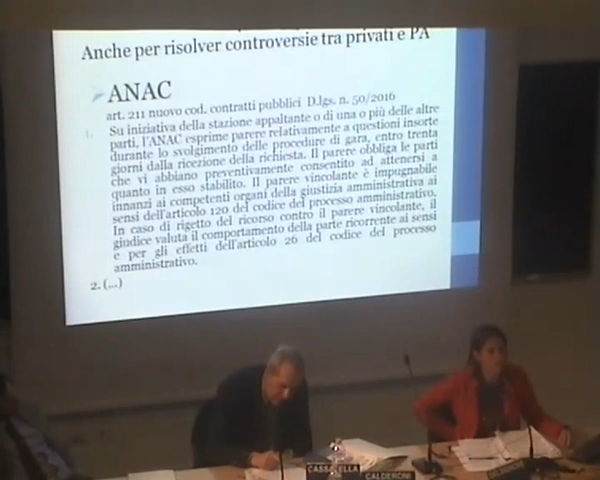 Anche per risolver controversie tra privati e PA
ANAC
art. 211 nuovo cod. contratti pubblici D.lgs. n. 50/2016
1. Su iniziativa della stazione appaltante o di una o più delle altre
parti, l'ANAC esprime parere relativamente a questioni insorte
durante lo svolgimento delle procedure di gara, entro trenta
giorni dalla ricezione della richiesta. Il parere obbliga le parti
che vi abbiano preventivamente consentito ad attenersi a
quanto in esso stabilito. Il parere vincolante è impugnabile
innanzi ai competenti organi della giustizia amministrativa ai
sensi dell'articolo 120 del codice del processo amministrativo.
In caso di rigetto del ricorso contro il parere vincolante, il
giudice valuta il comportamento della parte ricorrente ai sensi
e per gli effetti dell'articolo 26 del codice del processo
amministrativo.
2. (...)
CALDERONI